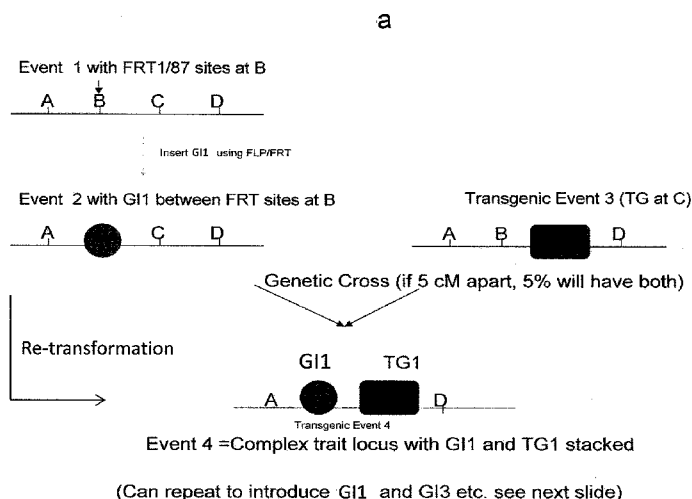 a
Event 1 with FRT1/87 sites at B
A B C D
Insert GI1 using FLP/FRT
Event 2 with GI1 between FRT sites at B
Transgenic Event 3 (TG at C)
A C D
A B D
Genetic Cross (if 5 cM apart, 5% will have both)
Re-transformation
GI1 TG1
A D
Transgenic Event 4
Event 4 =Complex trait locus with GI1 and TG1 stacked
(Can repeat to introduce GI1 and GI3 etc. see next slide)